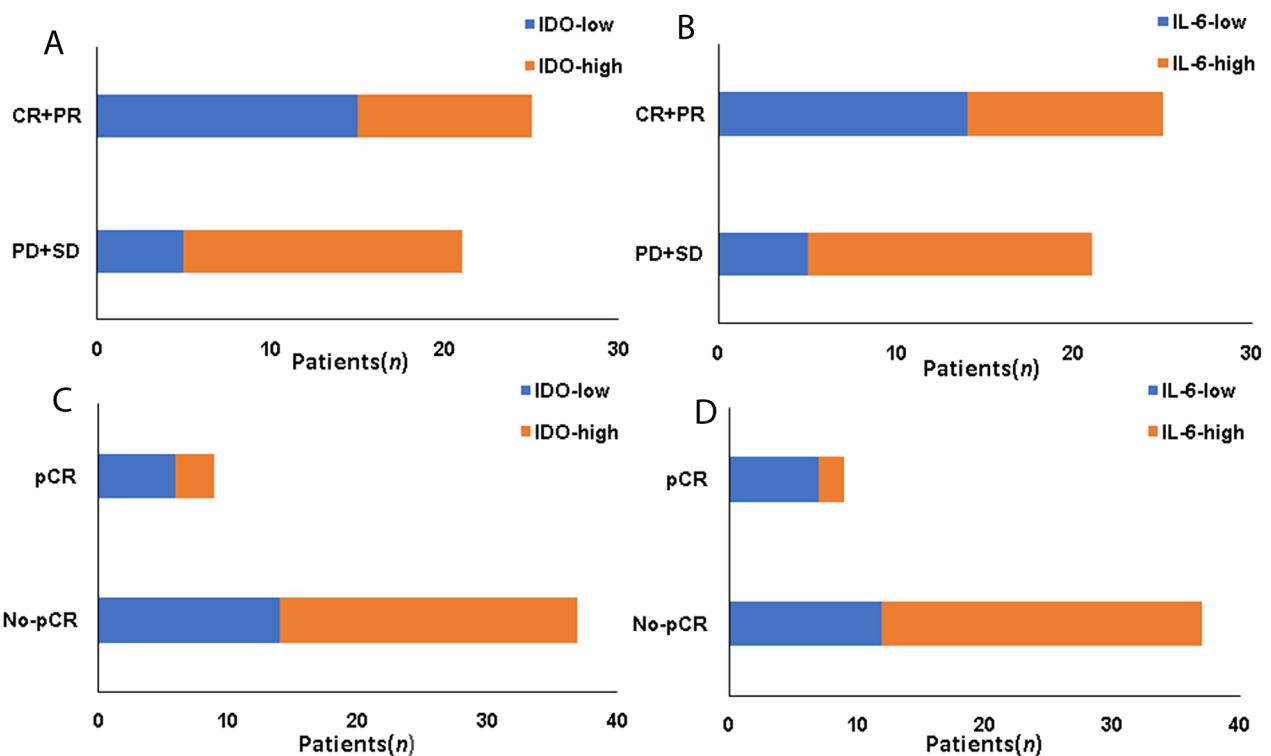 A
IDO-low
IDO-high
CR+PR
PD+SD
0 10 20 30
Patients(n)
B
IL-6-low
IL-6-high
CR+PR
PD+SD
0 10 20 30
Patients(n)
C
IDO-low
IDO-high
pCR
No-pCR
0 10 20 30 40
Patients(n)
D
IL-6-low
IL-6-high
pCR
No-pCR
0 10 20 30 40
Patients(n)